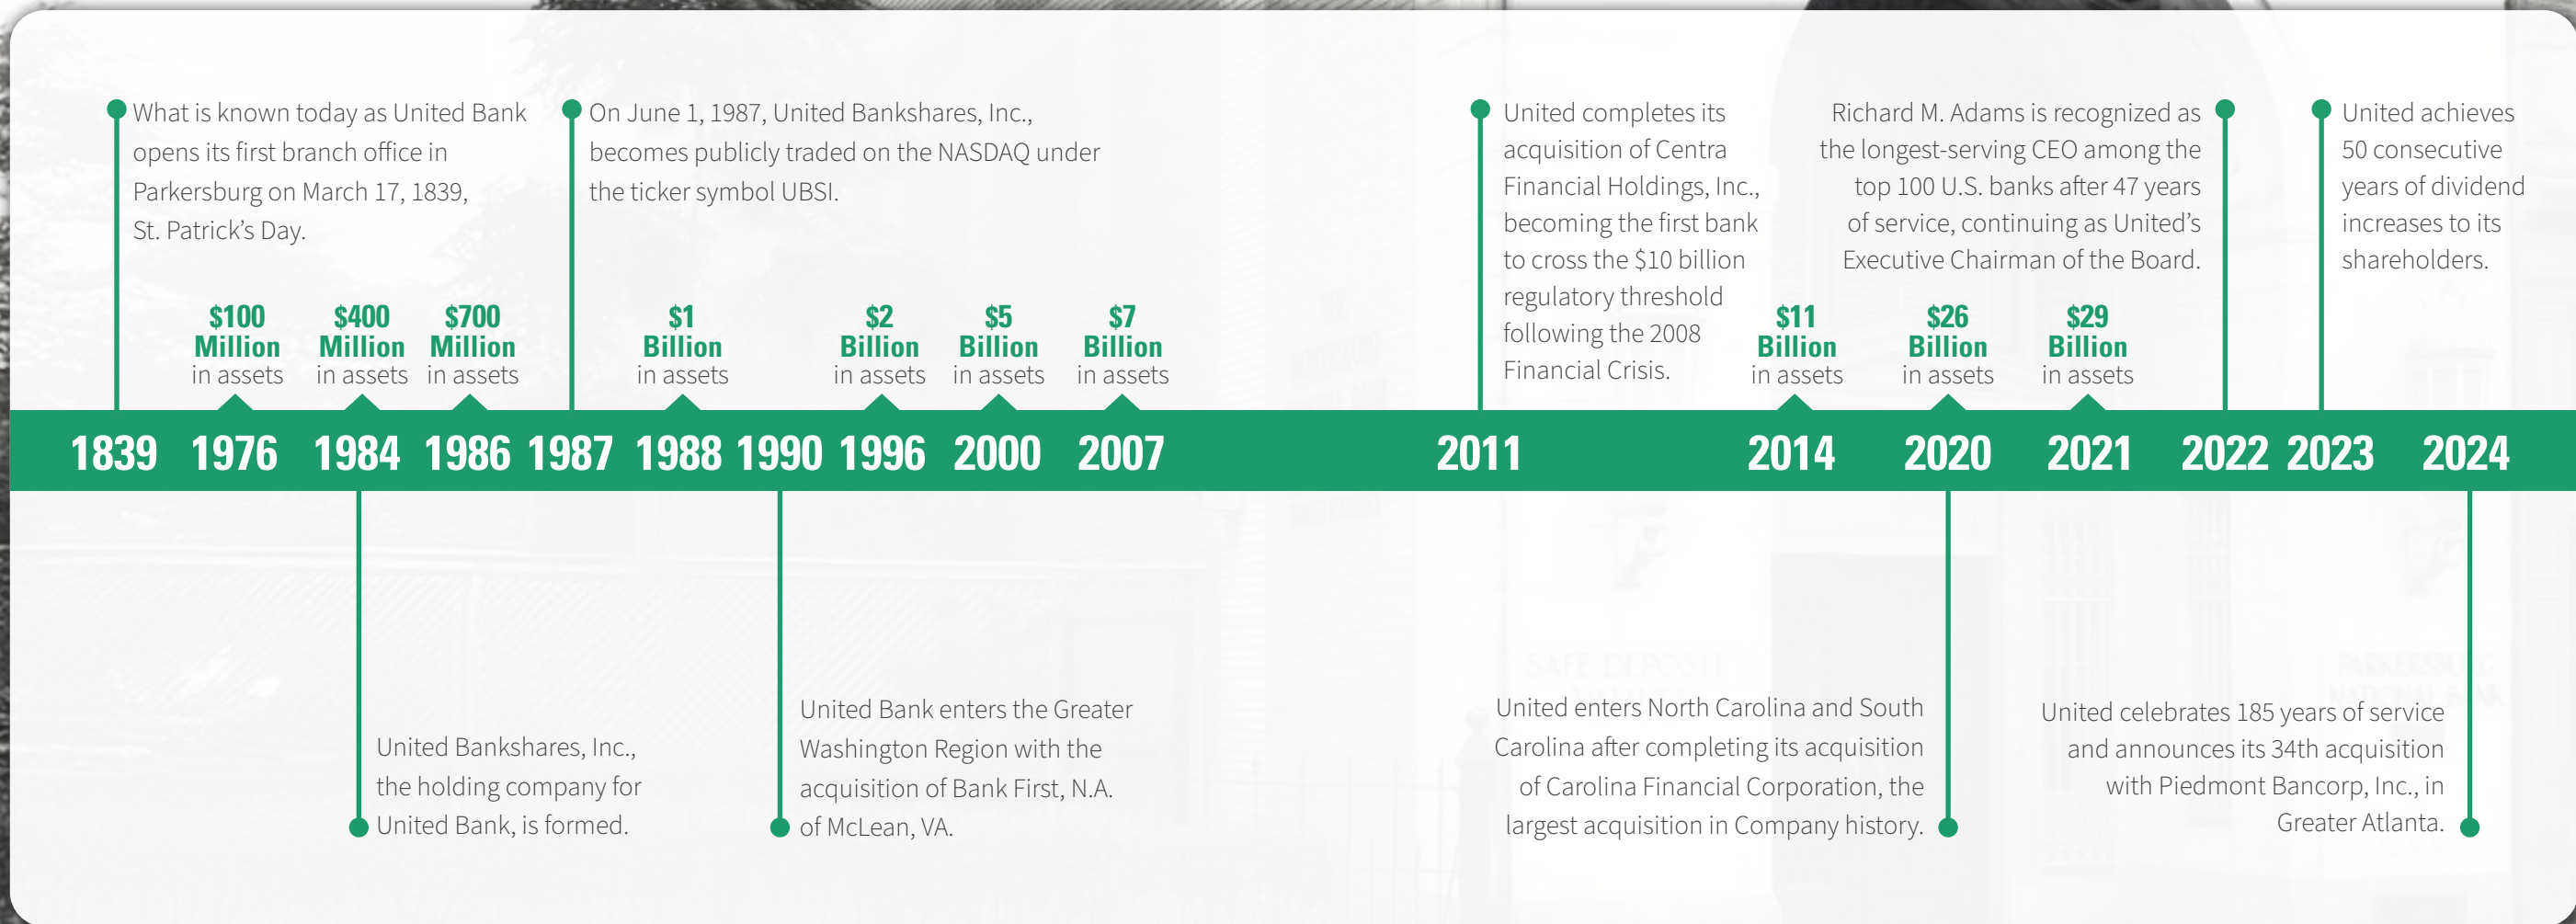 What is known today as United Bank
opens its first branch office in
Parkersburg on March 17, 1839,
St. Patrick’s Day.
On June 1, 1987, United Bankshares, Inc.,
becomes publicly traded on the NASDAQ under
the ticker symbol UBSI.
United completes its
acquisition of Centra
Financial Holdings, Inc.,
becoming the first bank
to cross the $10 billion
regulatory threshold
following the 2008
Financial Crisis.
Richard M. Adams is recognized as
the longest-serving CEO among the
top 100 U.S. banks after 47 years
of service, continuing as United’s
Executive Chairman of the Board.
United achieves
50 consecutive
years of dividend
increases to its
shareholders.
$100
Million
in assets
$400
Million
in assets
$700
Million
in assets
$1
Billion
in assets
$2
Billion
in assets
$5
Billion
in assets
$7
Billion
in assets
$11
Billion
in assets
$26
Billion
in assets
$29
Billion
in assets
1839 1976 1984 1986 1987 1988 1990 1996 2000 2007 2011 2014 2020 2021 2022 2023 2024
United Bankshares, Inc.,
the holding company for
United Bank, is formed.
United Bank enters the Greater
Washington Region with the
acquisition of Bank First, N.A.
of McLean, VA.
SAFE DEPOSIT
United enters North Carolina and South
Carolina after completing its acquisition
of Carolina Financial Corporation, the
largest acquisition in Company history.
PARKERSBURG
NATIONAL BANK
United celebrates 185 years of service
and announces its 34th acquisition
with Piedmont Bancorp, Inc., in
Greater Atlanta.